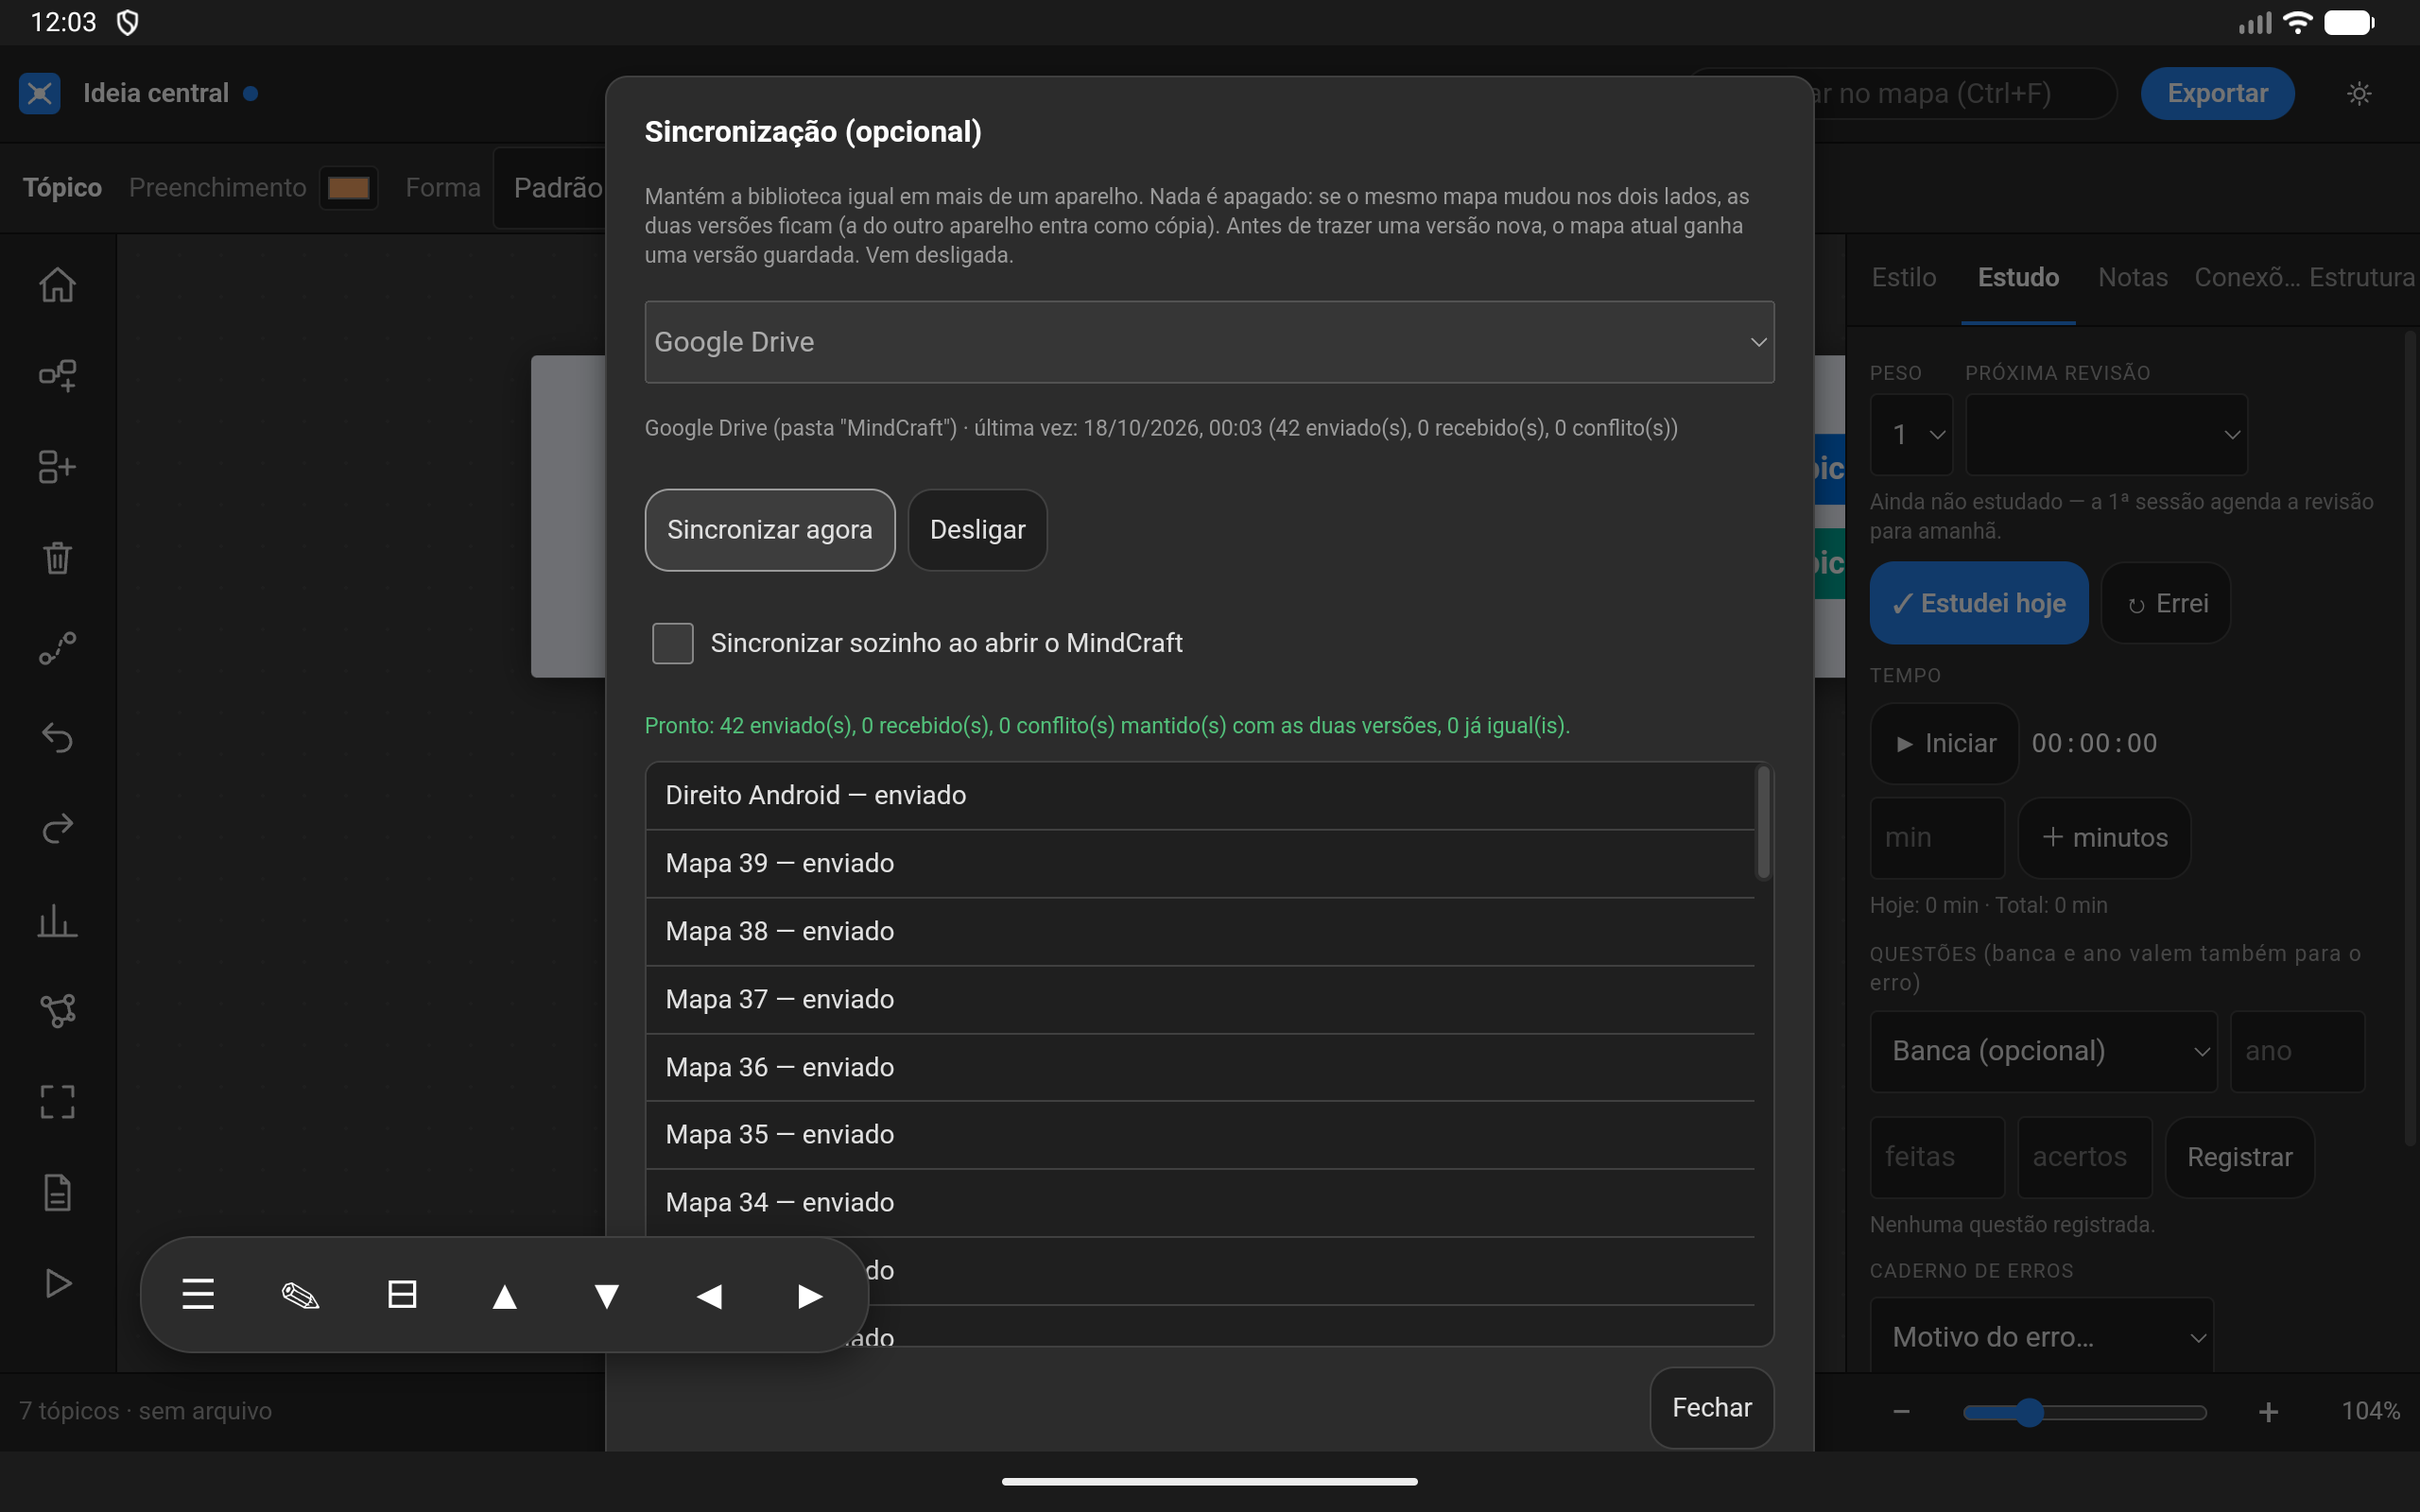 12:03
Ideia central
ar no mapa (Ctrl+F)
Exportar
Tópico
Preenchimento
Forma
Padrão
Sincronização (opcional)
Mantém a biblioteca igual em mais de um aparelho. Nada é apagado: se o mesmo mapa mudou nos dois lados, as
duas versões ficam (a do outro aparelho entra como cópia). Antes de trazer uma versão nova, o mapa atual ganha
uma versão guardada. Vem desligada.
Google Drive
Google Drive (pasta "MindCraft") · última vez: 18/10/2026, 00:03 (42 enviado(s), 0 recebido(s), 0 conflito(s))
Sincronizar agora
Desligar
Sincronizar sozinho ao abrir o MindCraft
Pronto: 42 enviado(s), 0 recebido(s), 0 conflito(s) mantido(s) com as duas versões, 0 já igual(is).
Direito Android — enviado
Mapa 39 — enviado
Mapa 38 — enviado
Mapa 37 — enviado
Mapa 36 — enviado
Mapa 35 — enviado
Mapa 34 — enviado
do
ado
Fechar
pic
pic
Estilo
Estudo
Notas
Conexõ...
Estrutura
PESO
PRÓXIMA REVISÃO
1
Ainda não estudado — a 1ª sessão agenda a revisão
para amanhã.
✓ Estudei hoje
↻ Errei
TEMPO
► Iniciar
00:00:00
min
+ minutos
Hoje: 0 min · Total: 0 min
QUESTÕES (banca e ano valem também para o
erro)
Banca (opcional)
ano
feitas
acertos
Registrar
Nenhuma questão registrada.
CADERNO DE ERROS
Motivo do erro...
7 tópicos · sem arquivo
104%